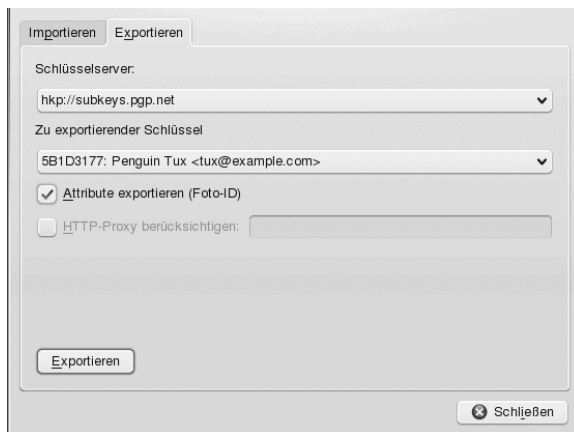 Importieren Exportieren
Schlüsselserver:
hkp://subkeys.pgp.net
Zu exportierender Schlüssel
5B1D3177: Penguin Tux <tux@example.com>
Attribute exportieren (Foto-ID)
HTTP-Proxy berücksichtigen:
Exportieren
Schließen